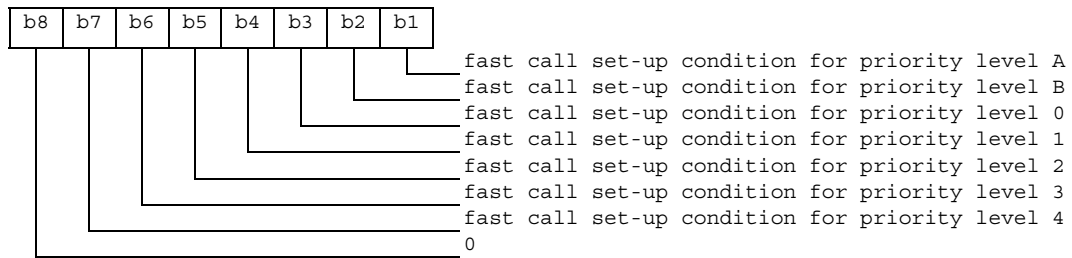 b8 b7 b6 b5 b4 b3 b2 b1
fast call set-up condition for priority level A
fast call set-up condition for priority level B
fast call set-up condition for priority level 0
fast call set-up condition for priority level 1
fast call set-up condition for priority level 2
fast call set-up condition for priority level 3
fast call set-up condition for priority level 4
0